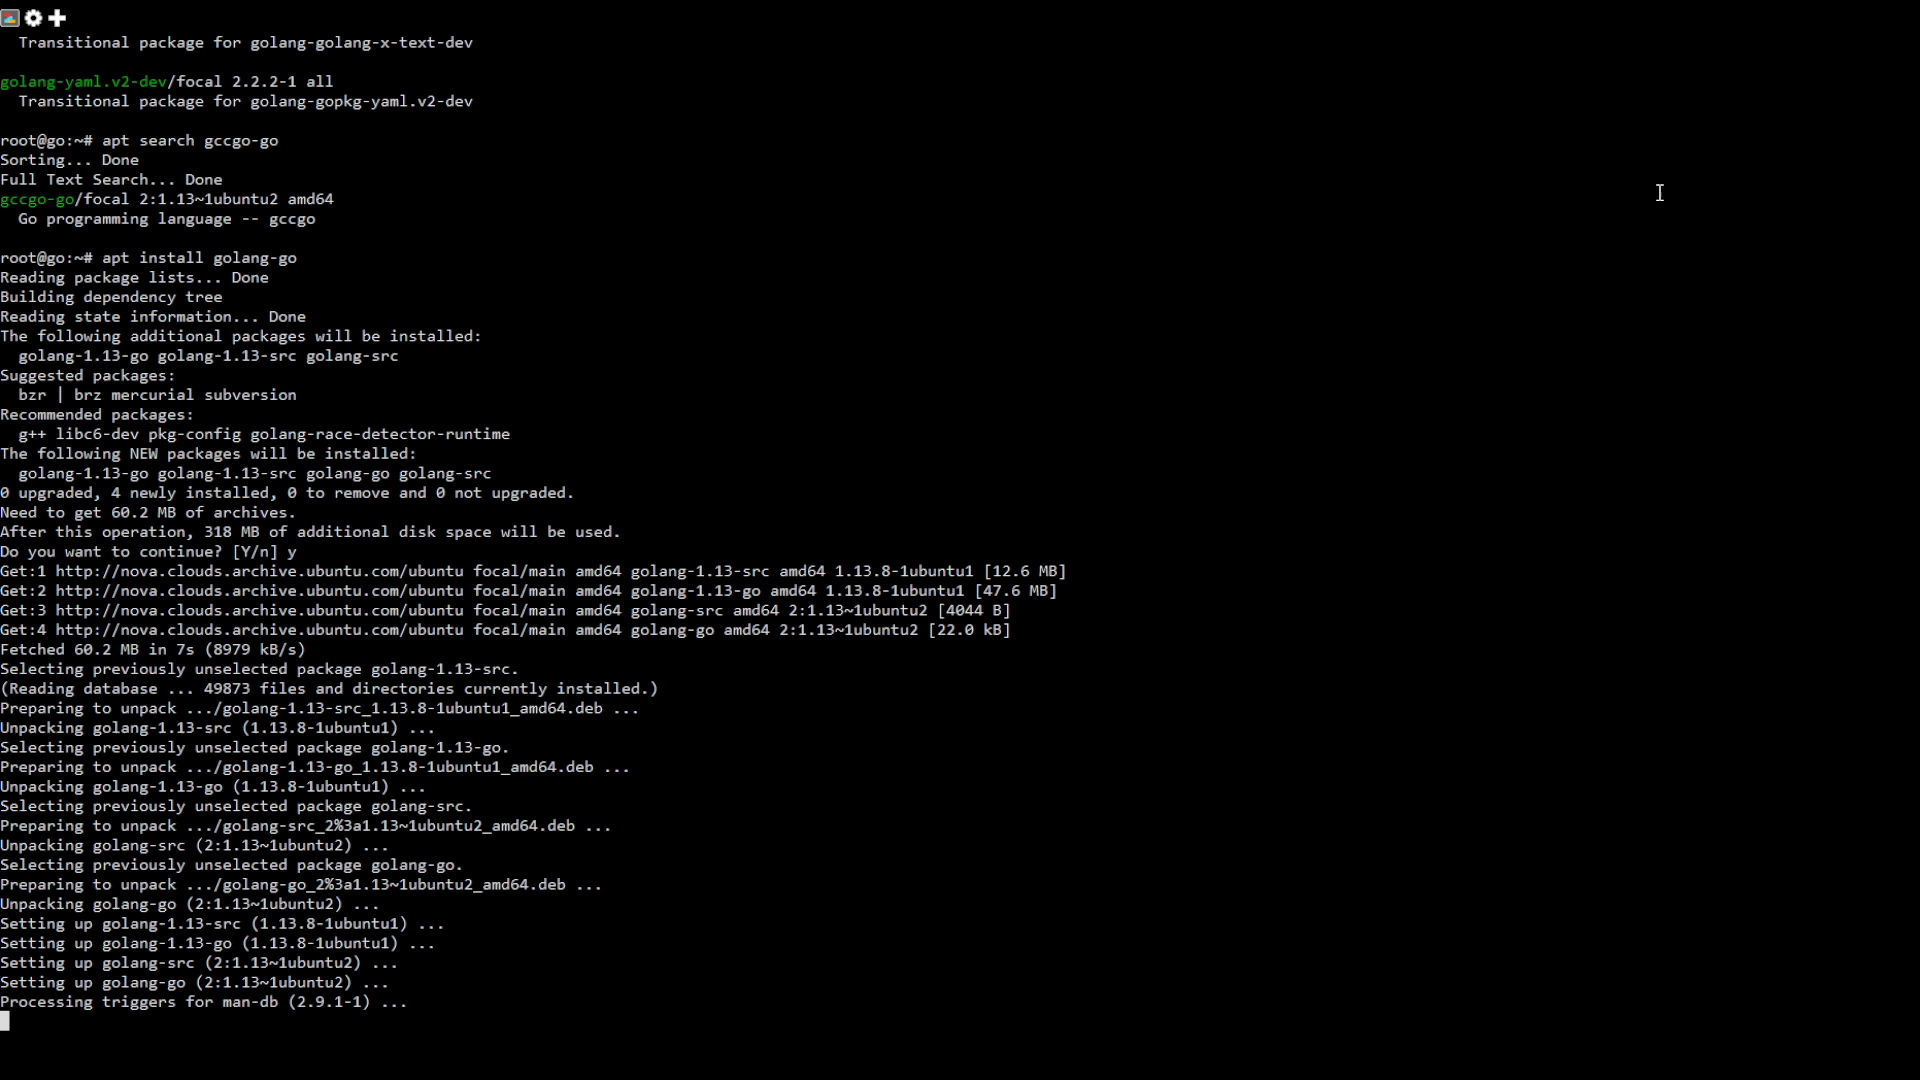 Transitional package for golang-golang-x-text-dev
golang-yaml.v2-dev/focal 2.2.2-1 all
Transitional package for golang-gopkg-yaml.v2-dev
root@go:~# apt search gccgo-go
Sorting... Done
Full Text Search... Done
gccgo-go/focal 2:1.13~1ubuntu2 amd64
Go programming language -- gccgo
root@go:~# apt install golang-go
Reading package lists... Done
Building dependency tree
Reading state information... Done
The following additional packages will be installed:
golang-1.13-go golang-1.13-src golang-src
Suggested packages:
bzr | brz mercurial subversion
Recommended packages:
g++ libc6-dev pkg-config golang-race-detector-runtime
The following NEW packages will be installed:
golang-1.13-go golang-1.13-src golang-go golang-src
0 upgraded, 4 newly installed, 0 to remove and 0 not upgraded.
Need to get 60.2 MB of archives.
After this operation, 318 MB of additional disk space will be used.
Do you want to continue? [Y/n] y
Get:1 http://nova.clouds.archive.ubuntu.com/ubuntu focal/main amd64 golang-1.13-src amd64 1.13.8-1ubuntu1 [12.6 MB]
Get:2 http://nova.clouds.archive.ubuntu.com/ubuntu focal/main amd64 golang-1.13-go amd64 1.13.8-1ubuntu1 [47.6 MB]
Get:3 http://nova.clouds.archive.ubuntu.com/ubuntu focal/main amd64 golang-src amd64 2:1.13~1ubuntu2 [4044 B]
Get:4 http://nova.clouds.archive.ubuntu.com/ubuntu focal/main amd64 golang-go amd64 2:1.13~1ubuntu2 [22.0 kB]
Fetched 60.2 MB in 7s (8979 kB/s)
Selecting previously unselected package golang-1.13-src.
(Reading database ... 49873 files and directories currently installed.)
Preparing to unpack .../golang-1.13-src_1.13.8-1ubuntu1_amd64.deb ...
Unpacking golang-1.13-src (1.13.8-1ubuntu1) ...
Selecting previously unselected package golang-1.13-go.
Preparing to unpack .../golang-1.13-go_1.13.8-1ubuntu1_amd64.deb ...
Unpacking golang-1.13-go (1.13.8-1ubuntu1) ...
Selecting previously unselected package golang-src.
Preparing to unpack .../golang-src_2%3a1.13~1ubuntu2_amd64.deb ...
Unpacking golang-src (2:1.13~1ubuntu2) ...
Selecting previously unselected package golang-go.
Preparing to unpack .../golang-go_2%3a1.13~1ubuntu2_amd64.deb ...
Unpacking golang-go (2:1.13~1ubuntu2) ...
Setting up golang-1.13-src (1.13.8-1ubuntu1) ...
Setting up golang-1.13-go (1.13.8-1ubuntu1) ...
Setting up golang-src (2:1.13~1ubuntu2) ...
Setting up golang-go (2:1.13~1ubuntu2) ...
Processing triggers for man-db (2.9.1-1) ...